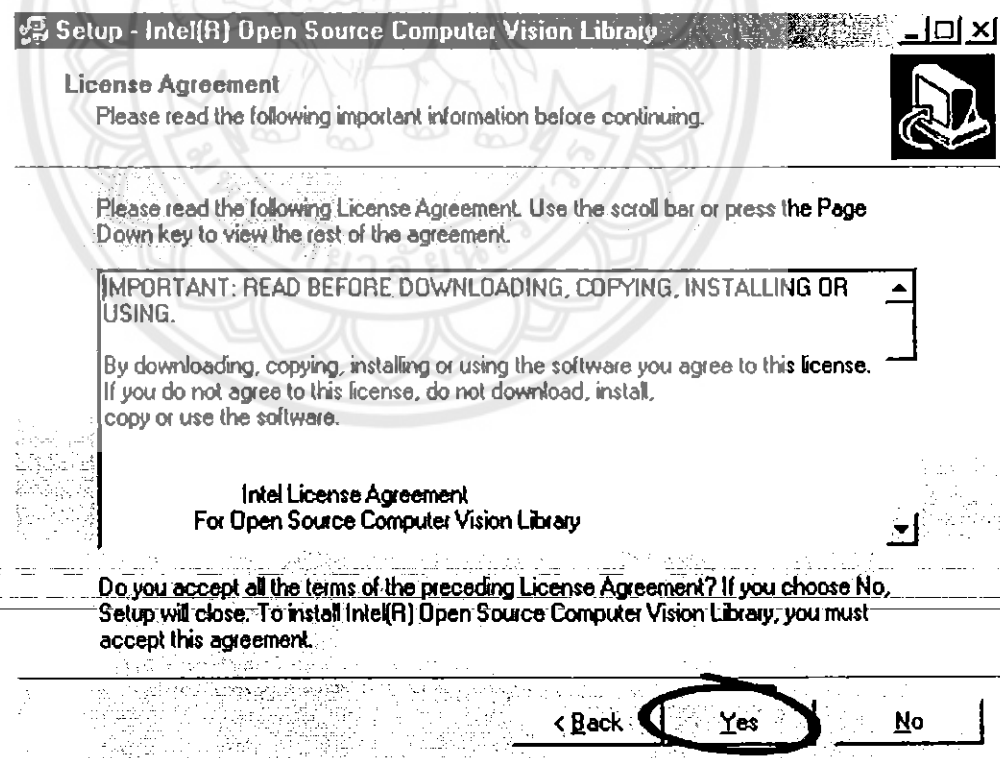 Setup - Intel(R) Open Source Computer Vision Library
License Agreement
Please read the following important information before continuing.
Please read the following License Agreement. Use the scroll bar or press the Page
Down key to view the rest of the agreement.
IMPORTANT: READ BEFORE DOWNLOADING, COPYING, INSTALLING OR
USING.
By downloading, copying, installing or using the software you agree to this license.
If you do not agree to this license, do not download, install,
copy or use the software.
Intel License Agreement
For Open Source Computer Vision Library
Do you accept all the terms of the preceding License Agreement? If you choose No,
Setup will close. To install Intel(R) Open Source Computer Vision Library, you must
accept this agreement.
< Back Yes No